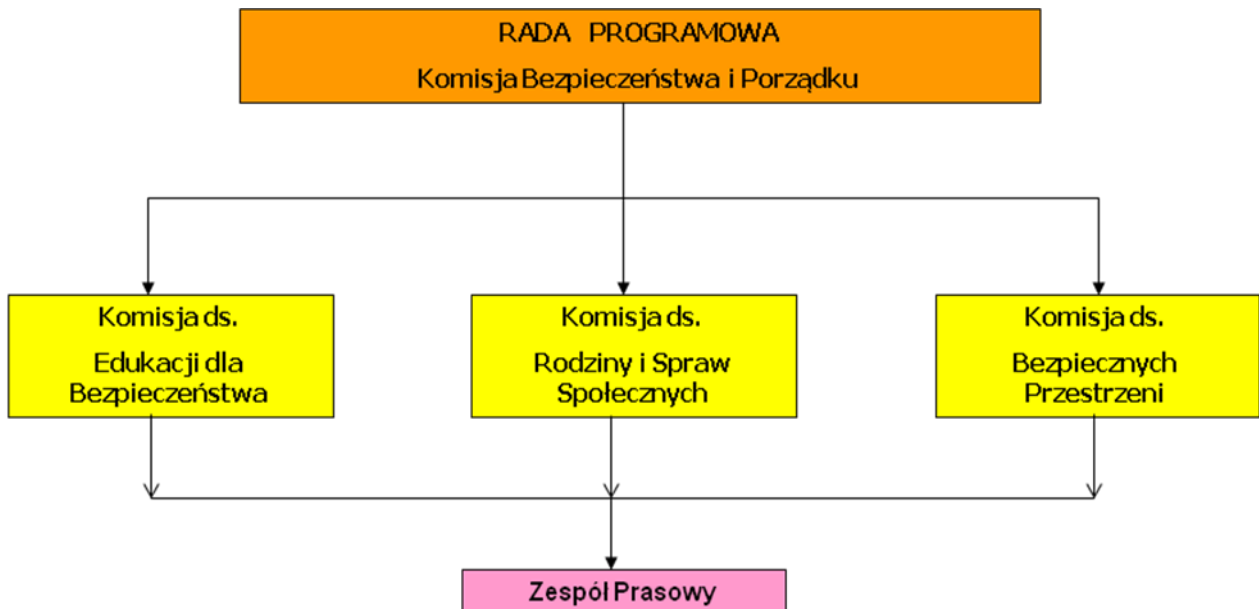 RADA PROGRAMOWA
Komisja Bezpieczeństwa i Porządku
Komisja ds.
Edukacji dla
Bezpieczeństwa
Komisja ds.
Rodziny i Spraw
Społecznych
Komisja ds.
Bezpiecznych
Przestrzeni
Zespół Prasowy